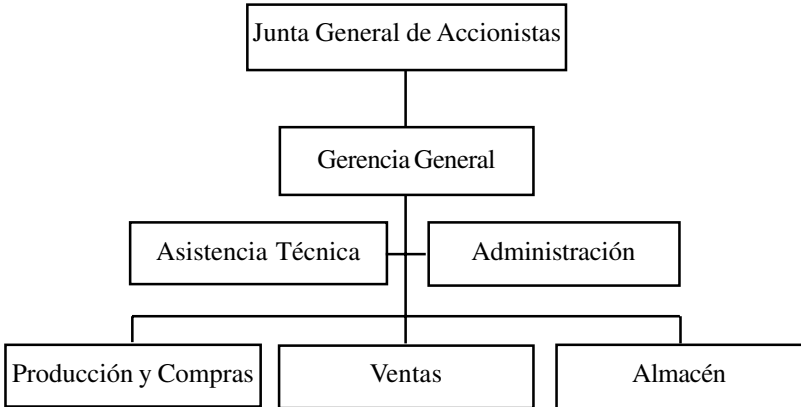 Junta General de Accionistas
Gerencia General
Asistencia Técnica
Administración
Producción y Compras
Ventas
Almacén